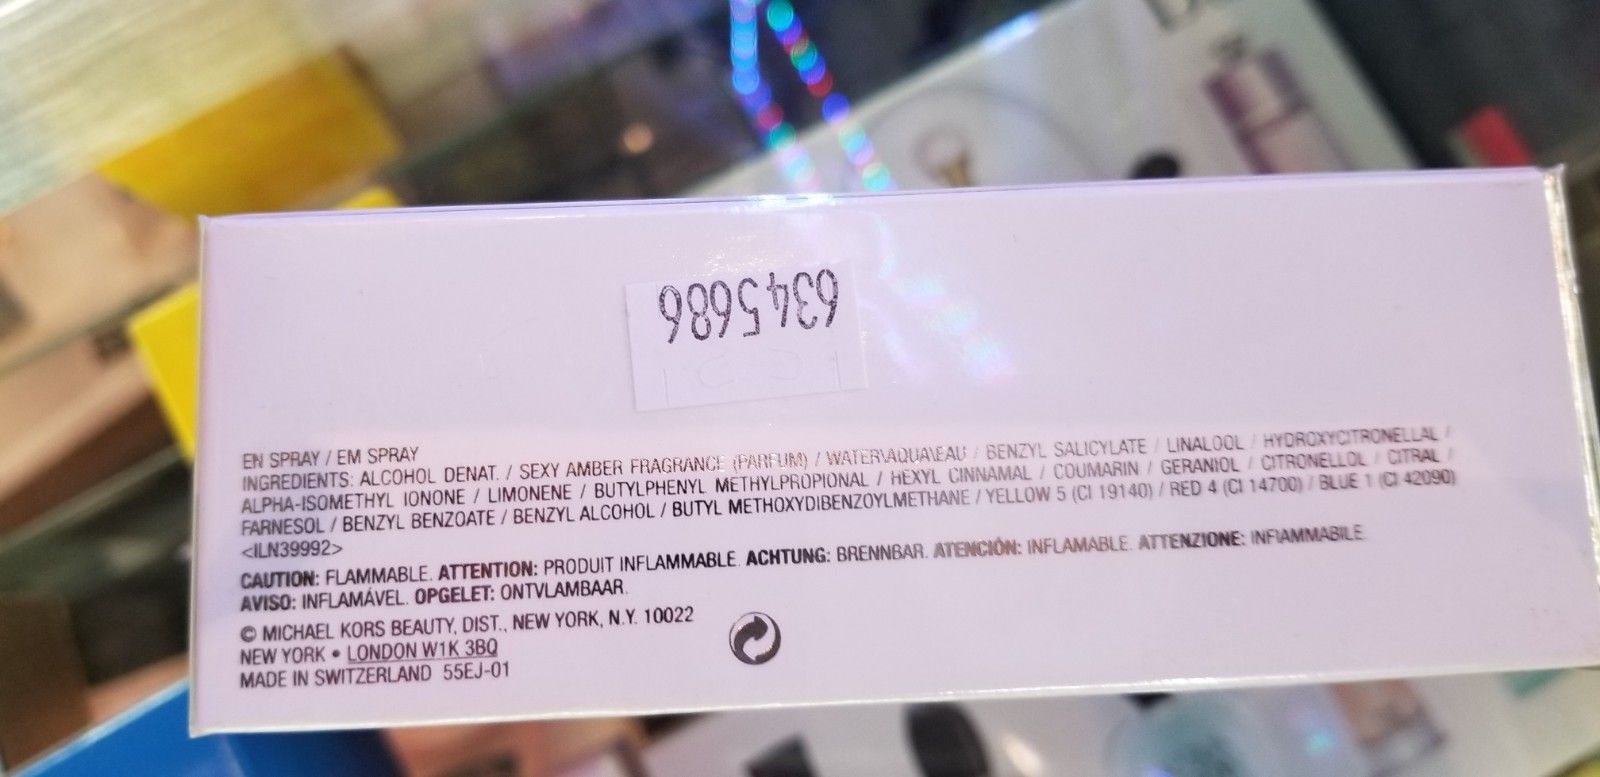 6345686
EN SPRAY / EM SPRAY
INGREDIENTS: ALCOHOL DENAT. / SEXY AMBER FRAGRANCE (PARFUM) / WATER\AQUA\EAU / BENZYL SALICYLATE / LINALOOL / HYDROXYCITRONELLAL /
ALPHA-ISOMETHYL IONONE / LIMONENE / BUTYLPHENYL METHYLPROPIONAL / HEXYL CINNAMAL / COUMARIN / GERANIOL / CITRONELLOL / CITRAL /
FARNESOL / BENZYL BENZOATE / BENZYL ALCOHOL / BUTYL METHOXYDIBENZOYLMETHANE / YELLOW 5 (CI 19140) / RED 4 (CI 14700) / BLUE 1 (CI 42090)
<ILN39992>
CAUTION: FLAMMABLE. ATTENTION: PRODUIT INFLAMMABLE. ACHTUNG: BRENNBAR. ATENCIÓN: INFLAMABLE. ATTENZIONE: INFIAMMABILE.
AVISO: INFLAMÁVEL. OPGELET: ONTVLAMBAAR.
© MICHAEL KORS BEAUTY, DIST., NEW YORK, N.Y. 10022
NEW YORK • LONDON W1K 3BQ
MADE IN SWITZERLAND 55EJ-01